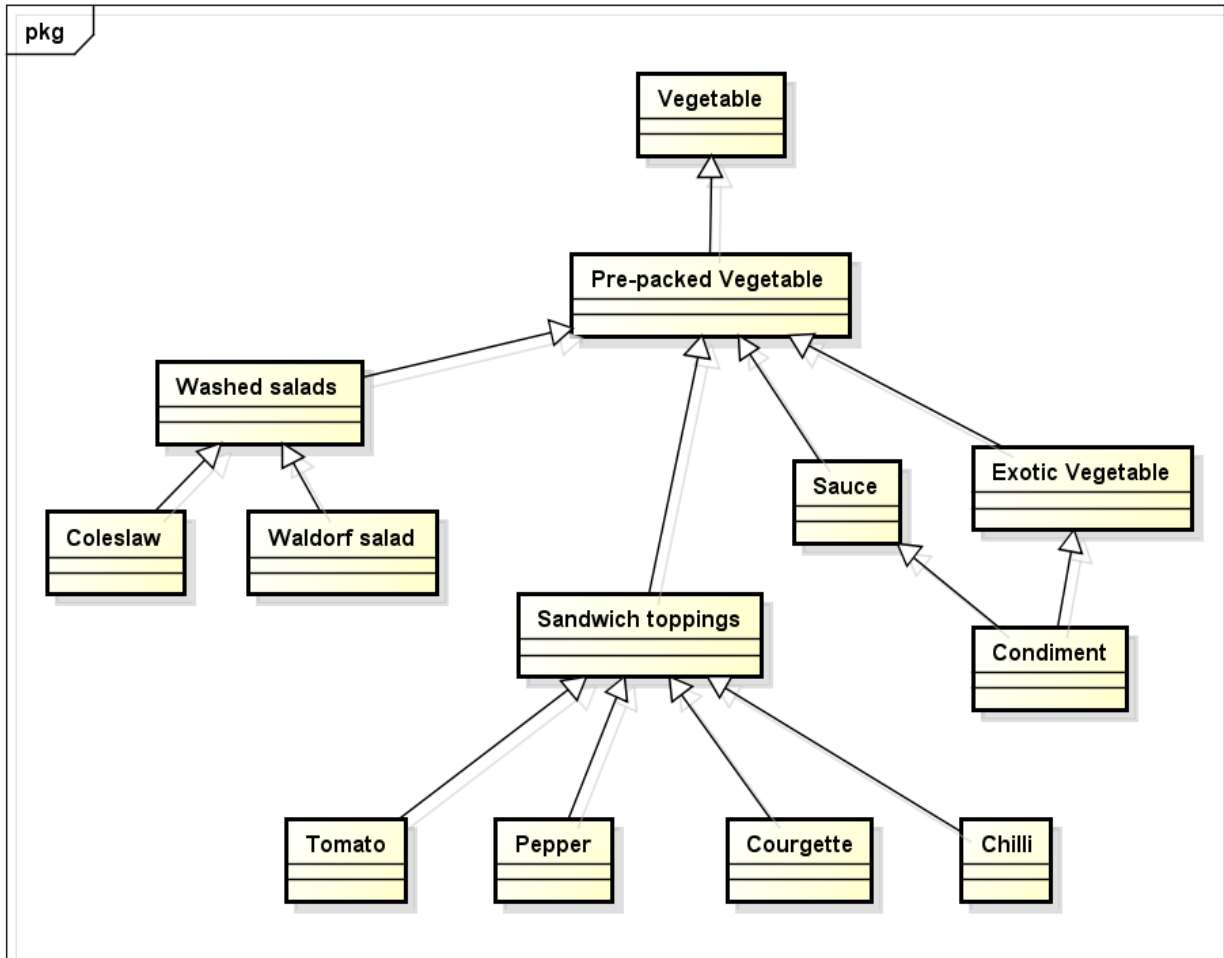 pkg
Vegetable
Pre-packed Vegetable
Washed salads
Sauce
Exotic Vegetable
Coleslaw
Waldorf salad
Sandwich toppings
Condiment
Tomato
Pepper
Courgette
Chilli